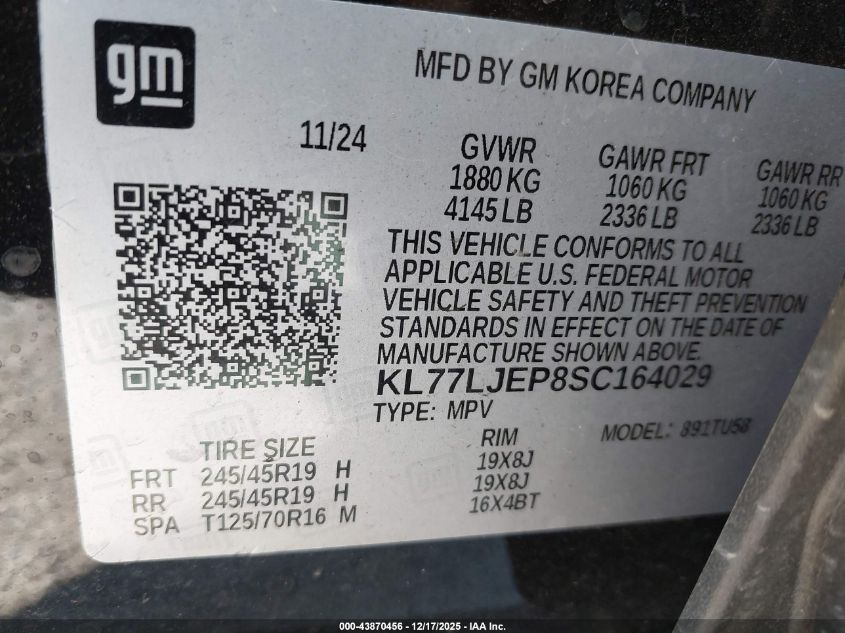 gm
MFD BY GM KOREA COMPANY
11/24
GVWR GAWR FRT GAWR RR
1880 KG 1060 KG 1060 KG
4145 LB 2336 LB 2336 LB
THIS VEHICLE CONFORMS TO ALL
APPLICABLE U.S. FEDERAL MOTOR
VEHICLE SAFETY AND THEFT PREVENTION
STANDARDS IN EFFECT ON THE DATE OF
MANUFACTURE SHOWN ABOVE.
KL77LJEP8SC164029
TYPE: MPV MODEL: 891TU58
TIRE SIZE RIM
FRT 245/45R19 H 19X8J
RR 245/45R19 H 19X8J
SPA T125/70R16 M 16X4BT
000-43870456 - 12/17/2025 - IAA Inc.